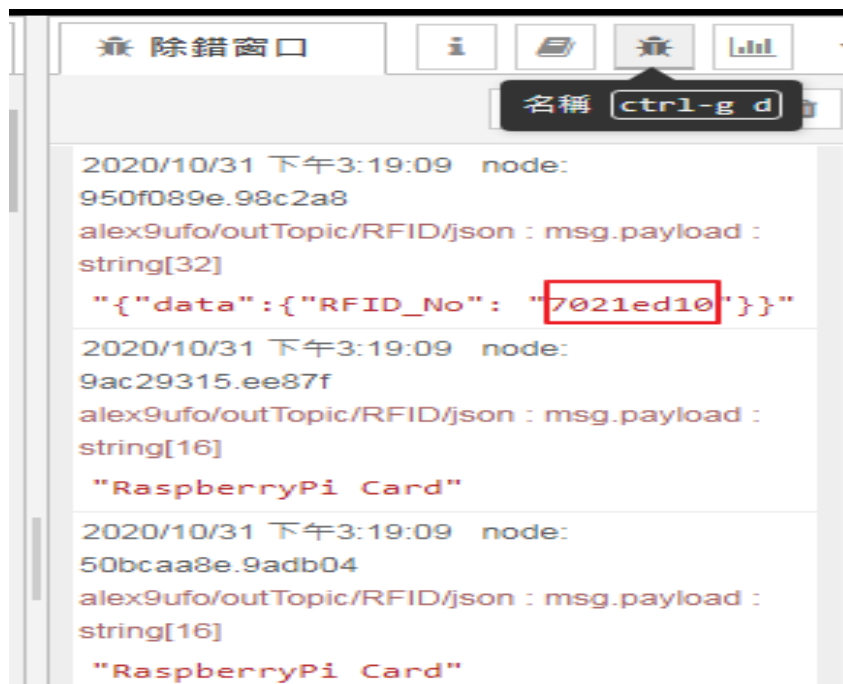 除錯窗口
i
名稱 ctrl-g d
2020/10/31 下午3:19:09 node:
950f089e.98c2a8
alex9ufo/outTopic/RFID/json : msg.payload :
string[32]
"{"data":{"RFID_No": "7021ed10"}}"
2020/10/31 下午3:19:09 node:
9ac29315.ee87f
alex9ufo/outTopic/RFID/json : msg.payload :
string[16]
"RaspberryPi Card"
2020/10/31 下午3:19:09 node:
50bcaa8e.9adb04
alex9ufo/outTopic/RFID/json : msg.payload :
string[16]
"RaspberryPi Card"